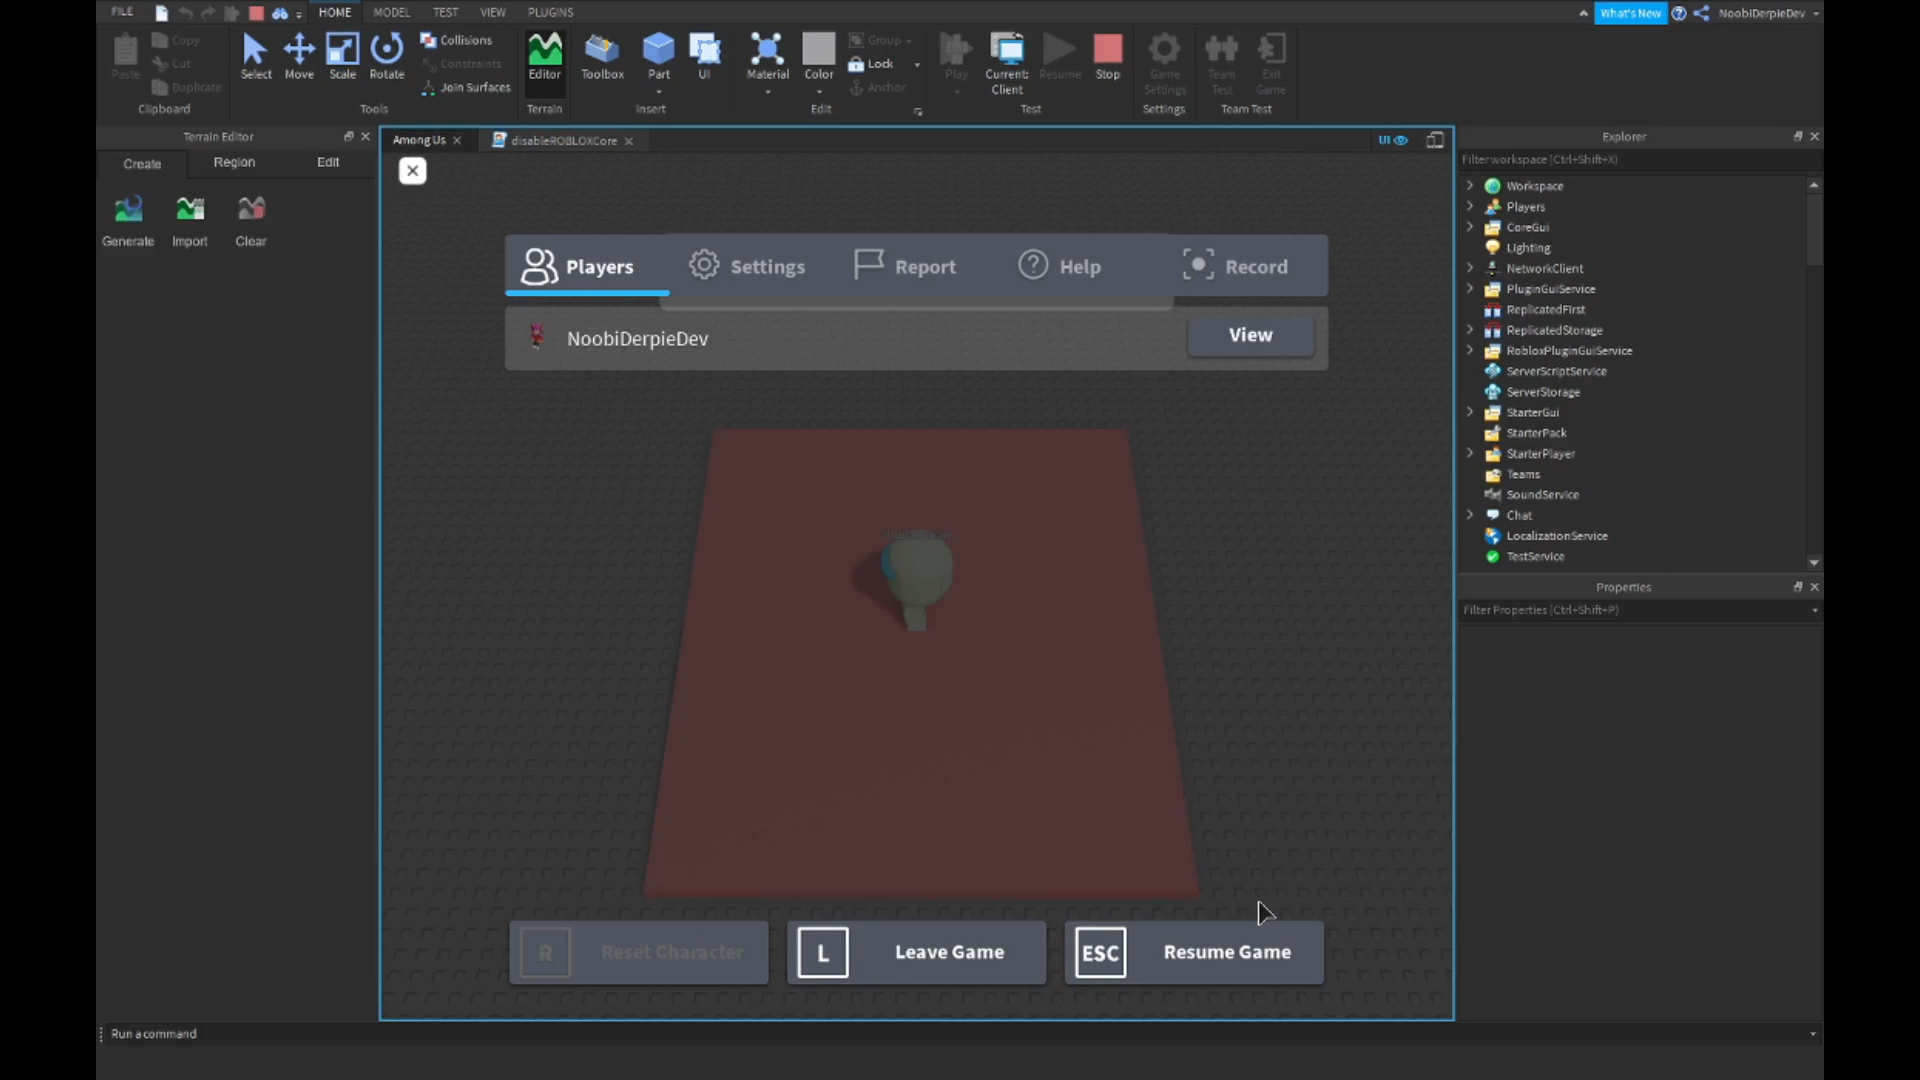 FILE
HOME
MODEL
TEST
VIEW
PLUGINS
What's New
NoobiDerpieDev
Paste
Copy
Cut
Duplicate
Clipboard
Select
Move
Scale
Rotate
Collisions
Constraints
Join Surfaces
Tools
Editor
Terrain
Toolbox
Part
UI
Insert
Material
Color
Group
Lock
Anchor
Edit
Play
Current:
Client
Resume
Stop
Test
Game
Settings
Settings
Team
Test
Exit
Game
Team Test
Terrain Editor
Create
Region
Edit
Generate
Import
Clear
Among Us
disableROBLOXCore
UI
Players
Settings
Report
Help
Record
NoobiDerpieDev
View
R
Reset Character
L
Leave Game
ESC
Resume Game
Explorer
Filter workspace (Ctrl+Shift+X)
Workspace
Players
CoreGui
Lighting
NetworkClient
PluginGuiService
ReplicatedFirst
ReplicatedStorage
RobloxPluginGuiService
ServerScriptService
ServerStorage
StarterGui
StarterPack
StarterPlayer
Teams
SoundService
Chat
LocalizationService
TestService
Properties
Filter Properties (Ctrl+Shift+P)
Run a command